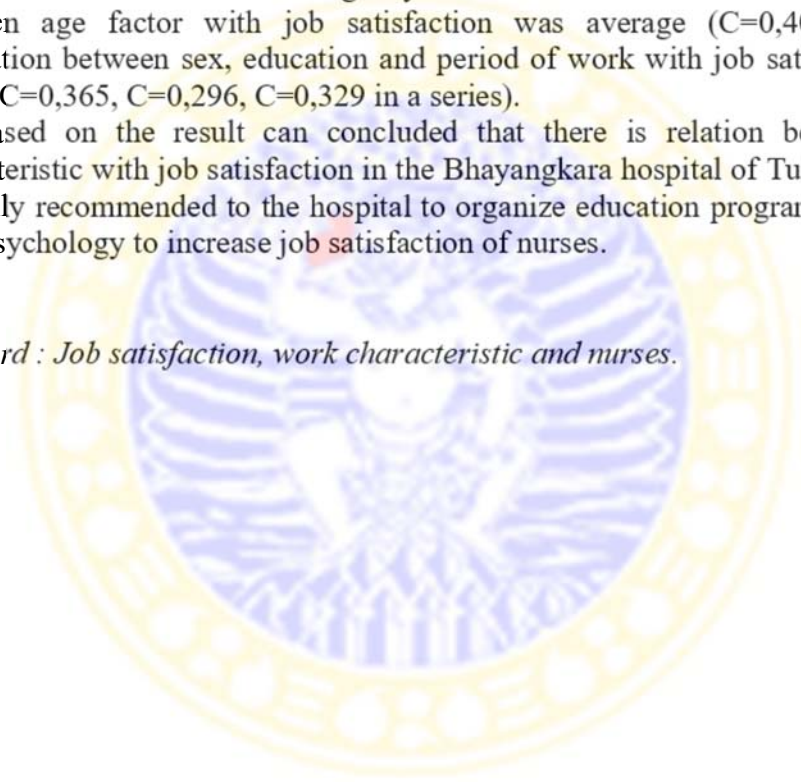 en age factor with job satisfaction was average (C=0,4
tion between sex, education and period of work with job sat
C=0,365, C=0,296, C=0,329 in a series).
sed on the result can concluded that there is relation b
teristic with job satisfaction in the Bhayangkara hospital of Tu
ly recommended to the hospital to organize education progra
sychology to increase job satisfaction of nurses.
rd : Job satisfaction, work characteristic and nurses.